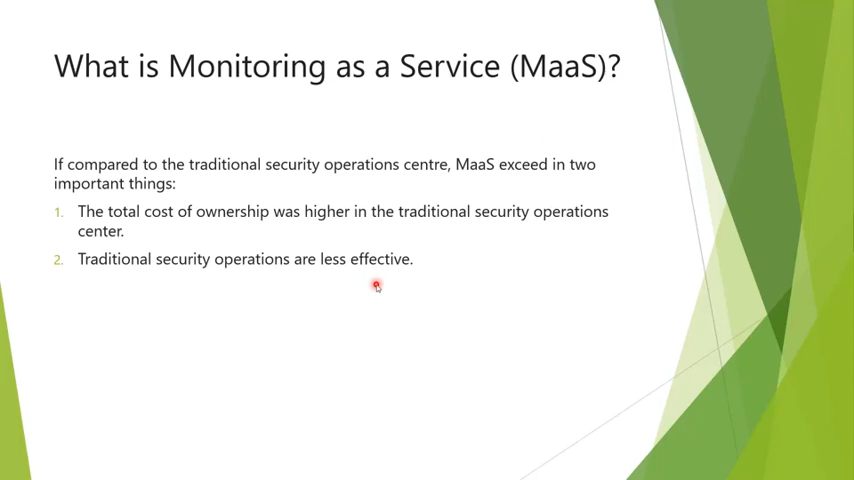 What is Monitoring as a Service (MaaS)?
If compared to the traditional security operations centre, MaaS exceed in two
important things:
1. The total cost of ownership was higher in the traditional security operations
center.
2. Traditional security operations are less effective.